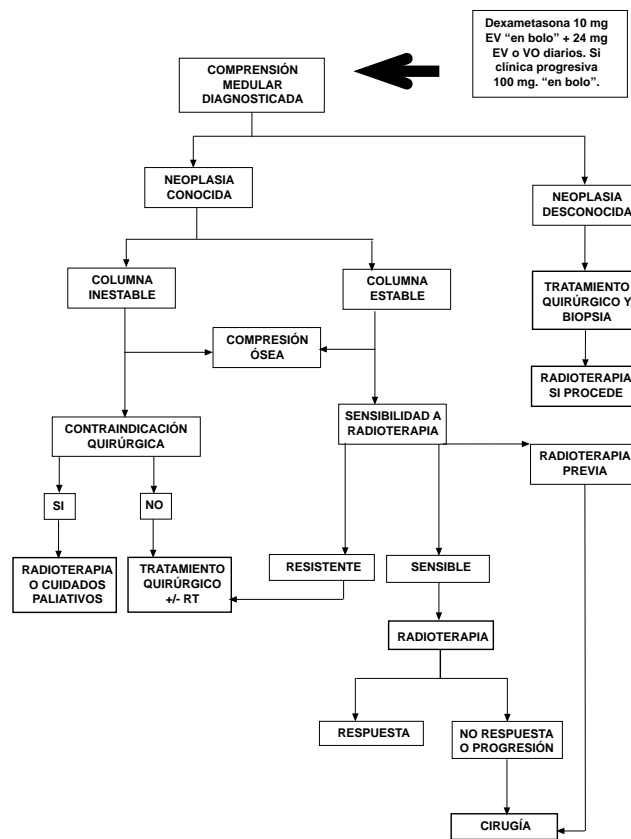 Dexametasona 10 mg
EV “en bolo” + 24 mg
EV o VO diarios. Si
clínica progresiva
100 mg. “en bolo”.
COMPRENSIÓN
MEDULAR
DIAGNOSTICADA
NEOPLASIA
CONOCIDA
NEOPLASIA
DESCONOCIDA
COLUMNA
INESTABLE
COLUMNA
ESTABLE
TRATAMIENTO
QUIRÚRGICO Y
BIOPSIA
COMPRESIÓN
ÓSEA
RADIOTERAPIA
SI PROCEDE
CONTRAINDICACIÓN
QUIRÚRGICA
SENSIBILIDAD A
RADIOTERAPIA
RADIOTERAPIA
PREVIA
SI
NO
RADIOTERAPIA
O CUIDADOS
PALIATIVOS
TRATAMIENTO
QUIRÚRGICO
+/- RT
RESISTENTE
SENSIBLE
RADIOTERAPIA
RESPUESTA
NO RESPUESTA
O PROGRESIÓN
CIRUGÍA